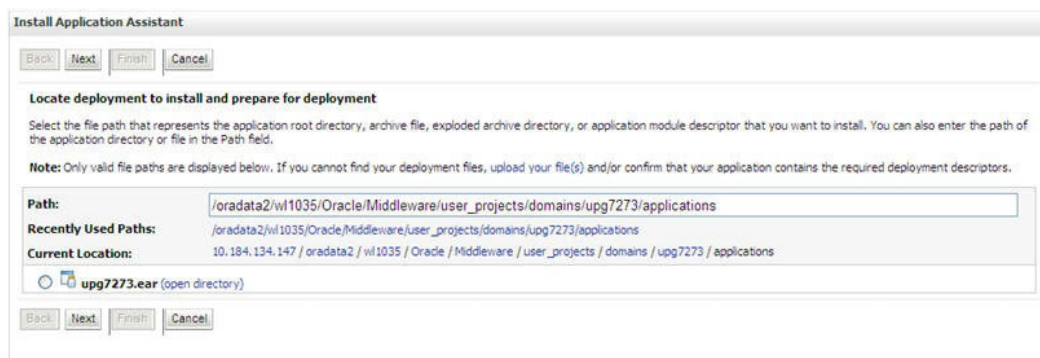 Install Application Assistant
Back Next Finish Cancel
Locate deployment to install and prepare for deployment
Select the file path that represents the application root directory, archive file, exploded archive directory, or application module descriptor that you want to install. You can also enter the path of
the application directory or file in the Path field.
Note: Only valid file paths are displayed below. If you cannot find your deployment files, upload your file(s) and/or confirm that your application contains the required deployment descriptors.
Path: /oradata2/wl1035/Oracle/Middleware/user_projects/domains/upg7273/applications
Recently Used Paths: /oradata2/wl1035/Oracle/Middleware/user_projects/domains/upg7273/applications
Current Location: 10.184.134.147 / oradata2 / wl1035 / Oracle / Middleware / user_projects / domains / upg7273 / applications
upg7273.ear (open directory)
Back Next Finish Cancel